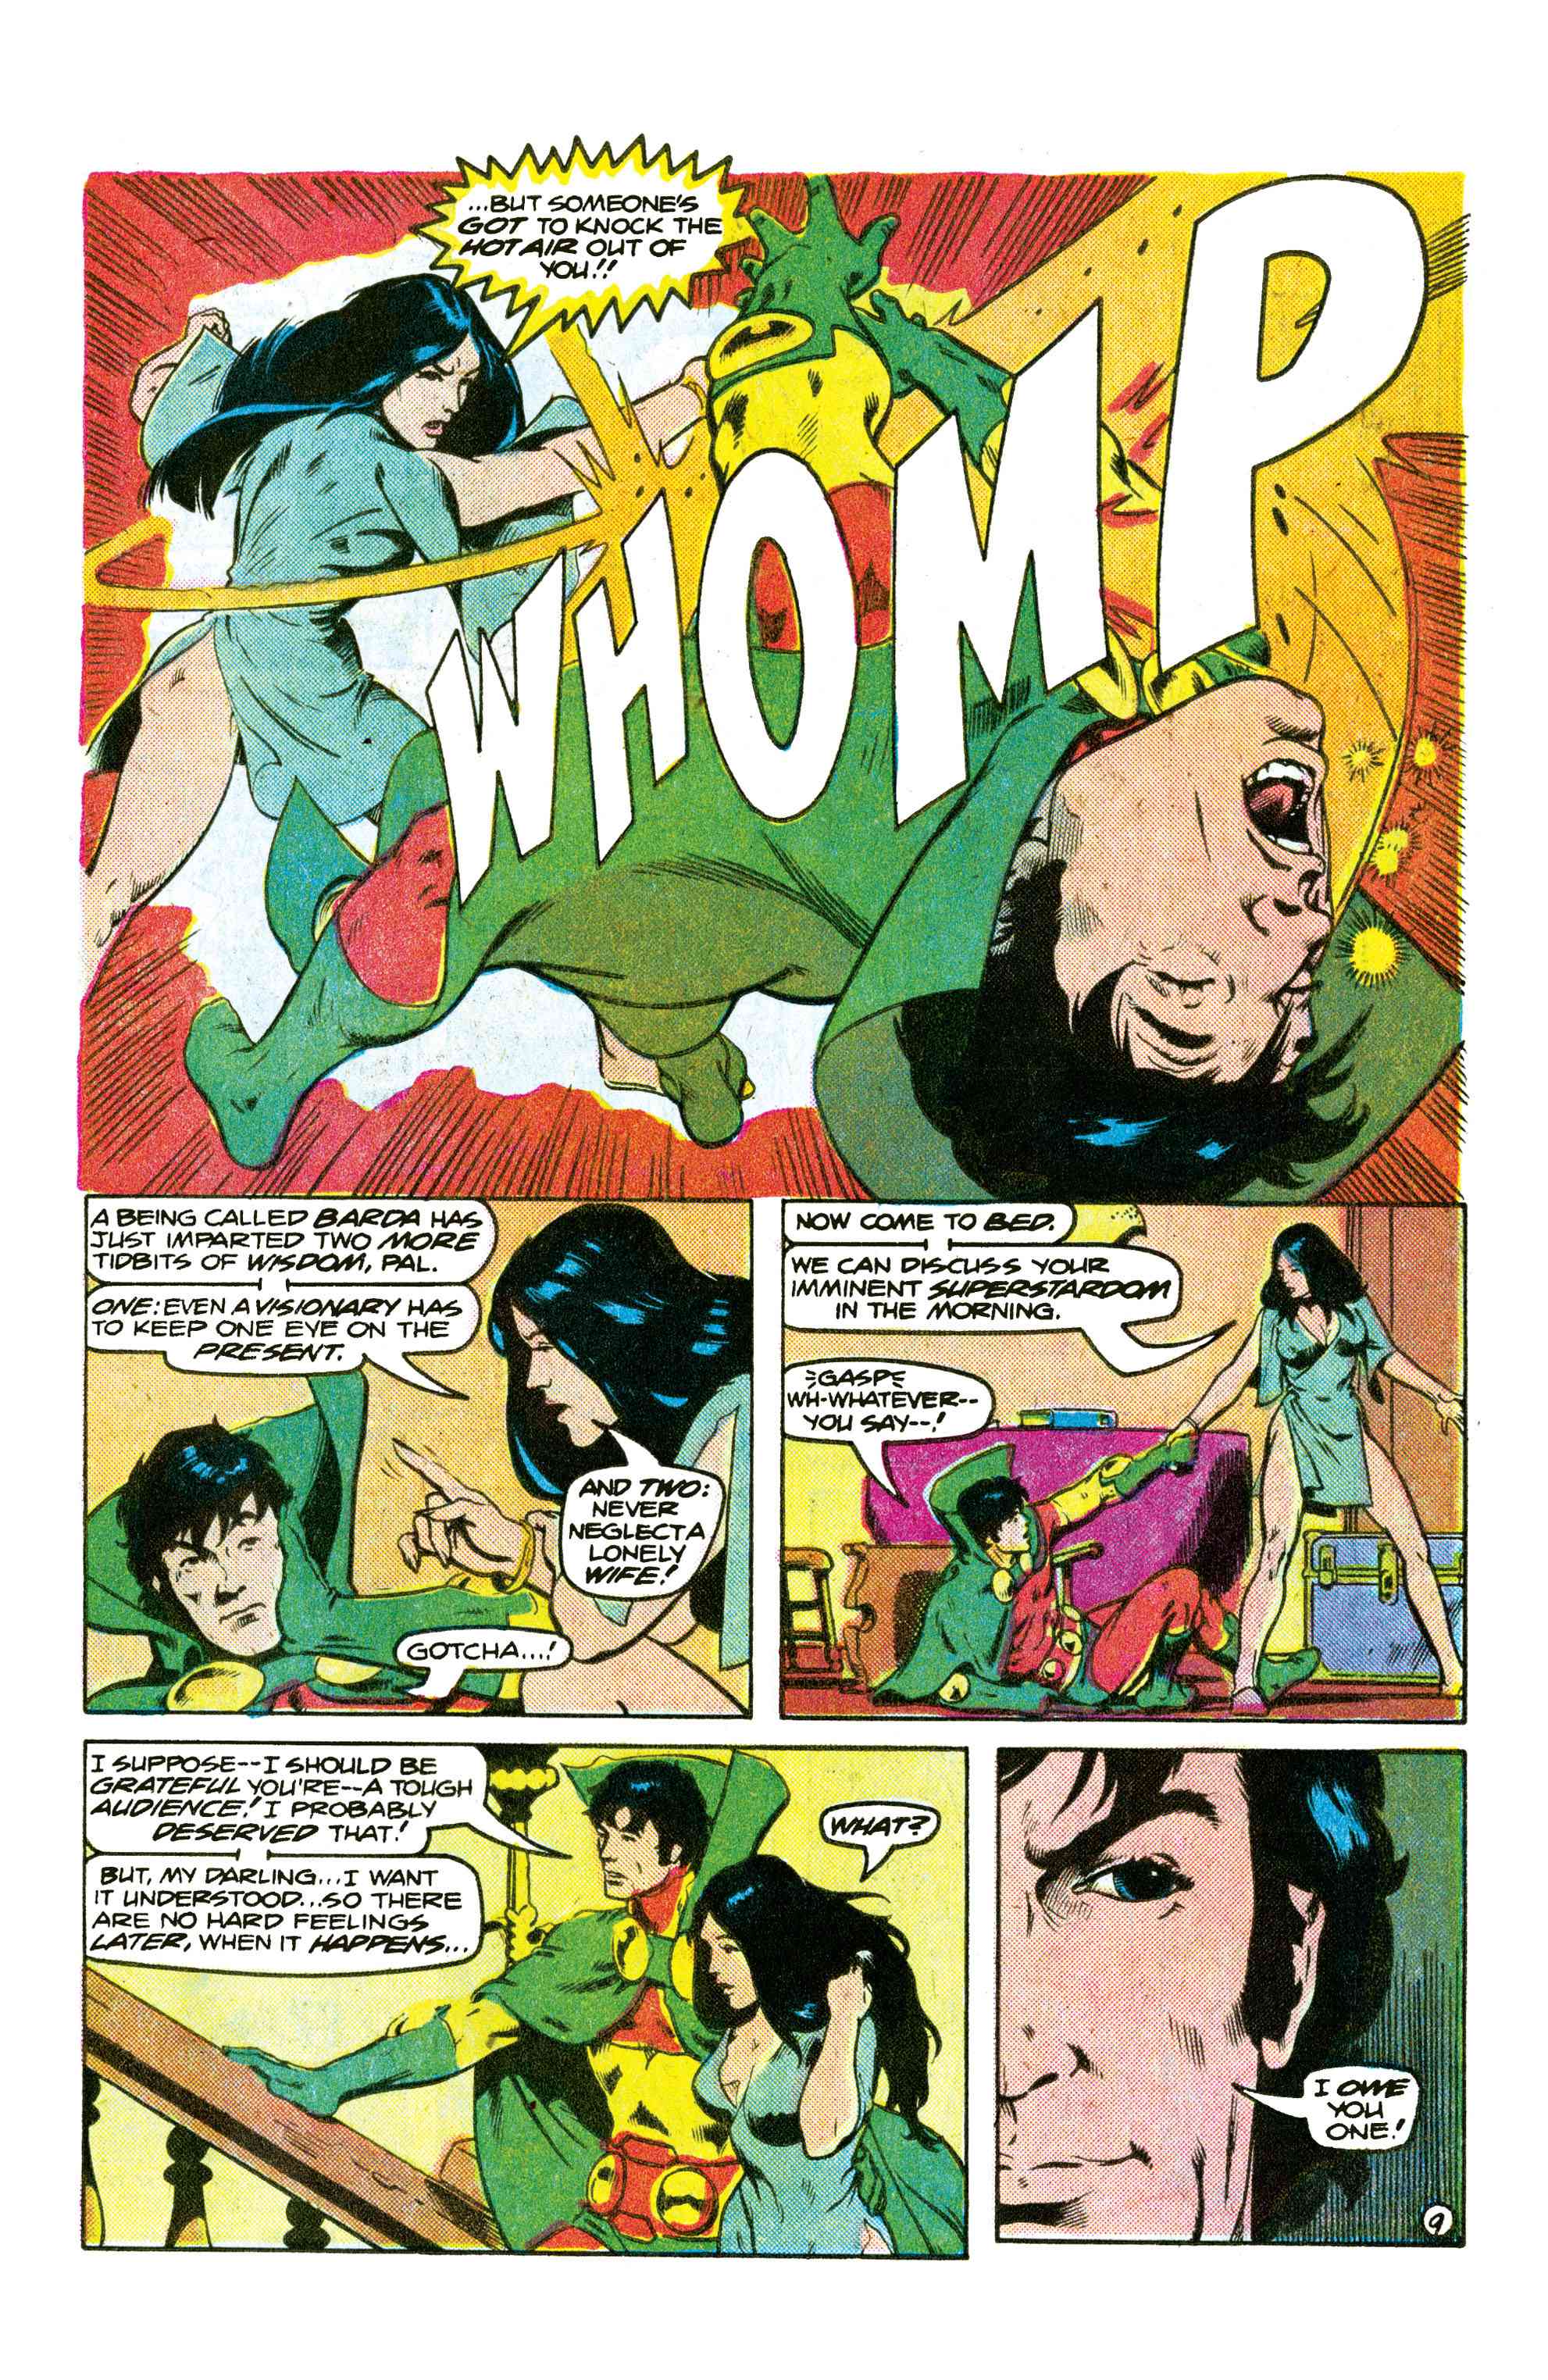 ...BUT SOMEONE'S
GOT TO KNOCK THE
HOT AIR OUT OF
YOU!!
WHOMP
A BEING CALLED BARDA HAS
JUST IMPARTED TWO MORE
TIDBITS OF WISDOM, PAL.
ONE: EVEN A VISIONARY HAS
TO KEEP ONE EYE ON THE
PRESENT.
AND TWO:
NEVER
NEGLECT A
LONELY
WIFE!
GOTCHA...!
NOW COME TO BED.
WE CAN DISCUSS YOUR
IMMINENT SUPERSTARDOM
IN THE MORNING.
GASP
WH-WHATEVER--
YOU SAY--!
I SUPPOSE--I SHOULD BE
GRATEFUL YOU'RE--A TOUGH
AUDIENCE! I PROBABLY
DESERVED THAT!
BUT, MY DARLING...I WANT
IT UNDERSTOOD...SO THERE
ARE NO HARD FEELINGS
LATER, WHEN IT HAPPENS...
WHAT?
I OWE
YOU
ONE!
9